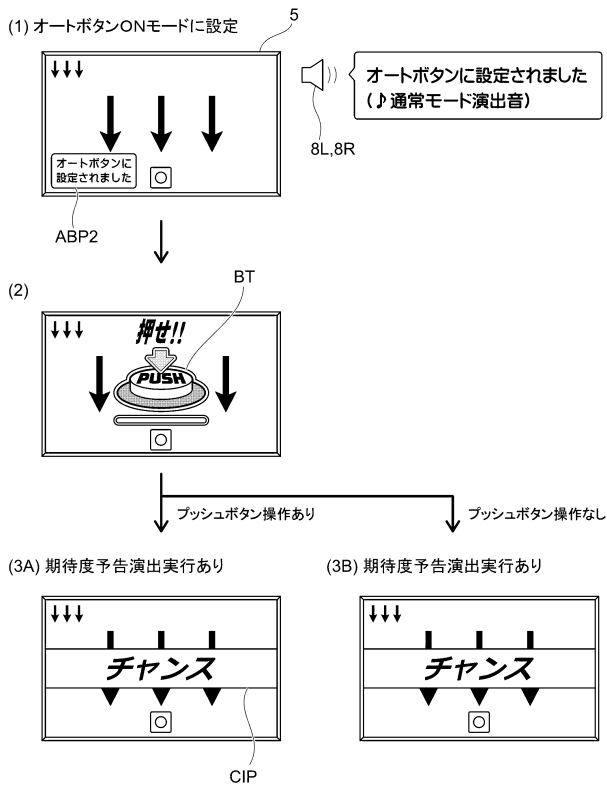 (1) オートボタンONモードに設定
5
オートボタンに設定されました
(♪通常モード演出音)
8L,8R
オートボタンに
設定されました
ABP2
(2)
BT
押せ!!
PUSH
プッシュボタン操作あり
プッシュボタン操作なし
(3A) 期待度予告演出実行あり
(3B) 期待度予告演出実行あり
チャンス
チャンス
CIP